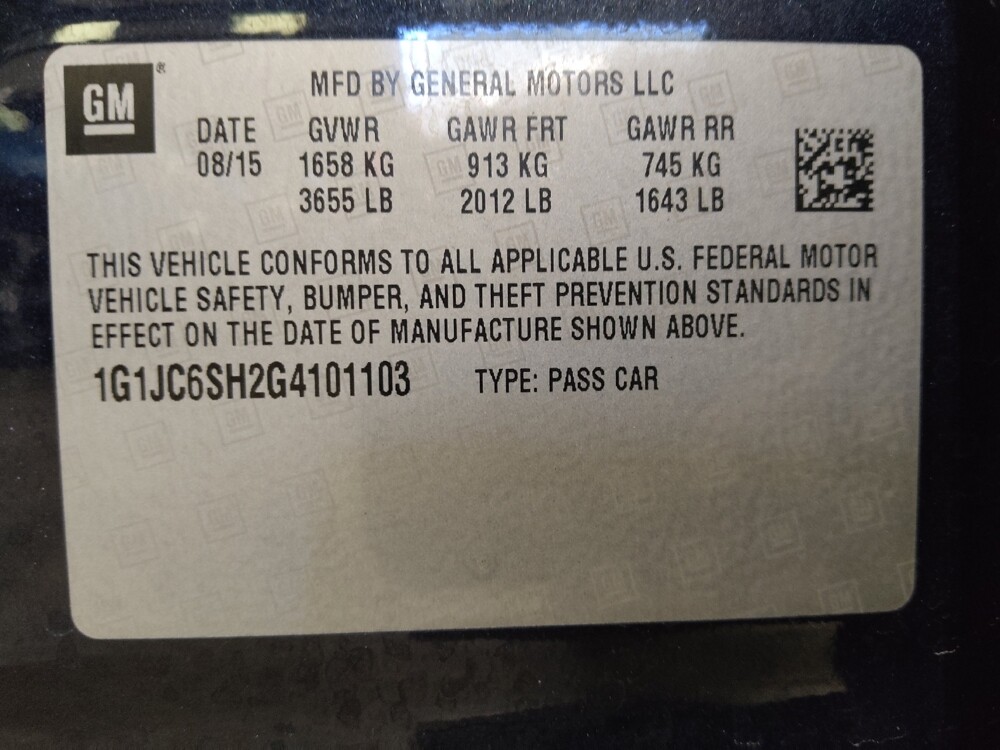 GM®
MFD BY GENERAL MOTORS LLC
DATE GVWR GAWR FRT GAWR RR
08/15 1658 KG 913 KG 745 KG
3655 LB 2012 LB 1643 LB
THIS VEHICLE CONFORMS TO ALL APPLICABLE U.S. FEDERAL MOTOR
VEHICLE SAFETY, BUMPER, AND THEFT PREVENTION STANDARDS IN
EFFECT ON THE DATE OF MANUFACTURE SHOWN ABOVE.
1G1JC6SH2G4101103 TYPE: PASS CAR